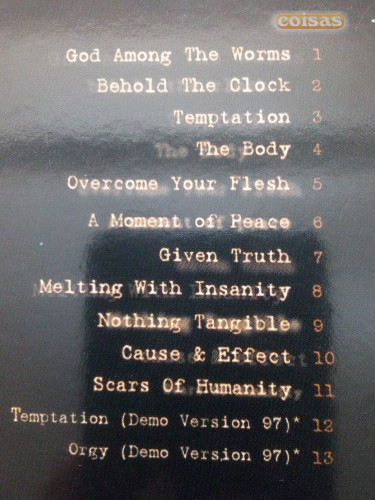 coisas
God Among The Worms 1
Behold The Clock 2
Temptation 3
The Body 4
Overcome Your Flesh 5
A Moment of Peace 6
Given Truth 7
Melting With Insanity 8
Nothing Tangible 9
Cause & Effect 10
Scars Of Humanity 11
Temptation (Demo Version 97)* 12
Orgy (Demo Version 97)* 13